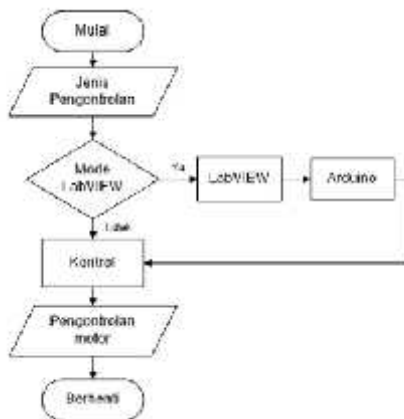 Mulai
Jenis
Pengontrolan
Mode
LabVIEW
Ya
LabVIEW
Arduino
Tidak
Kontrol
Pengontrolan
motor
Berhenti